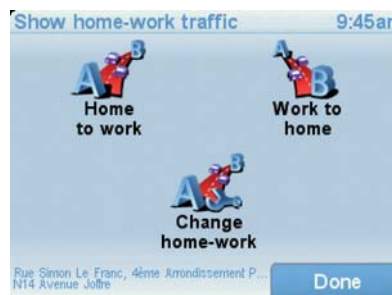 Show home-work traffic 9:45am
A B
Home
to work
A B
Work to
home
A B
Change
home-work
Rue Simon Le Franc, 4ème Arrondissement P...
N14 Avenue Joffre
Done